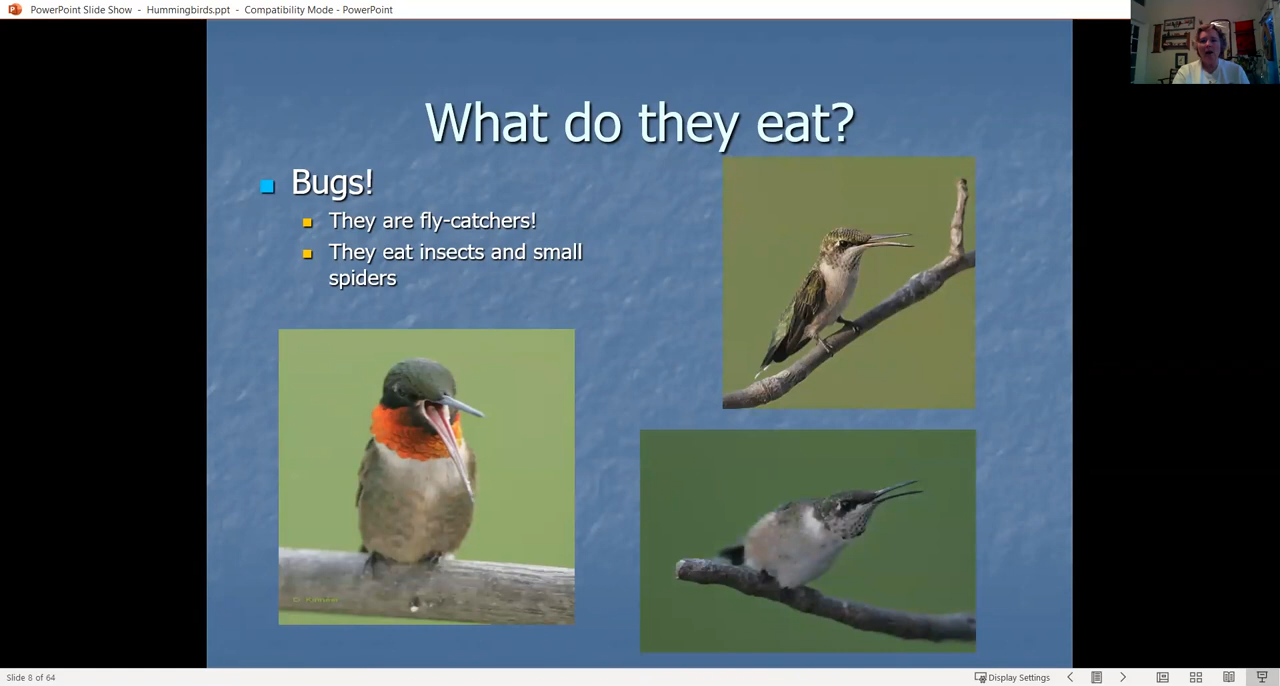 PowerPoint Slide Show - Hummingbirds.ppt - Compatibility Mode - PowerPoint
What do they eat?
Bugs!
They are fly-catchers!
They eat insects and small
spiders
Slide 8 of 64
Display Settings